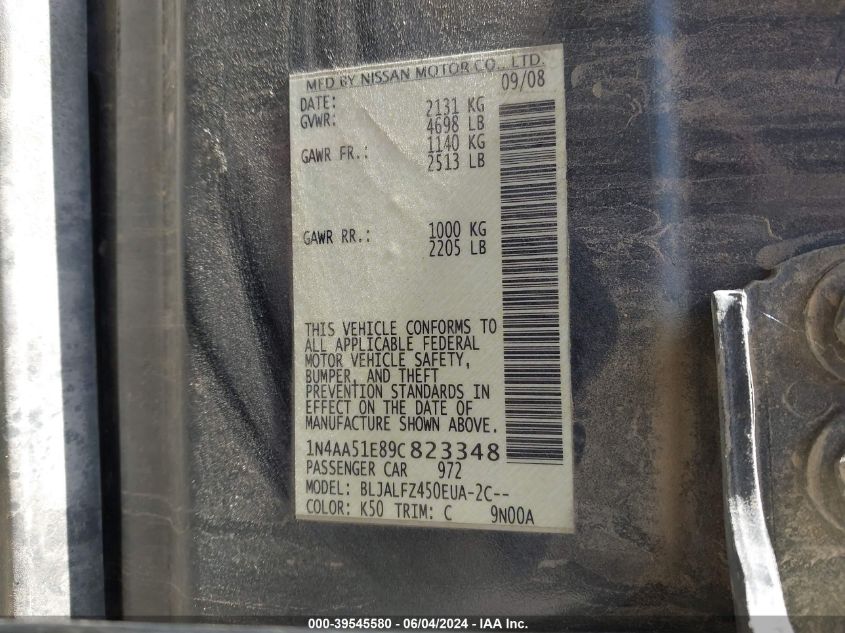 MFD BY NISSAN MOTOR CO., LTD.
DATE: 09/08
GVWR: 2131 KG
4698 LB
GAWR FR.: 1140 KG
2513 LB
GAWR RR.: 1000 KG
2205 LB
THIS VEHICLE CONFORMS TO
ALL APPLICABLE FEDERAL
MOTOR VEHICLE SAFETY,
BUMPER, AND THEFT
PREVENTION STANDARDS IN
EFFECT ON THE DATE OF
MANUFACTURE SHOWN ABOVE.
1N4AA51E89C823348
PASSENGER CAR 972
MODEL: BLJALFZ450EUA-2C--
COLOR: K50 TRIM: C 9N00A
000-39545580 - 06/04/2024 - IAA Inc.